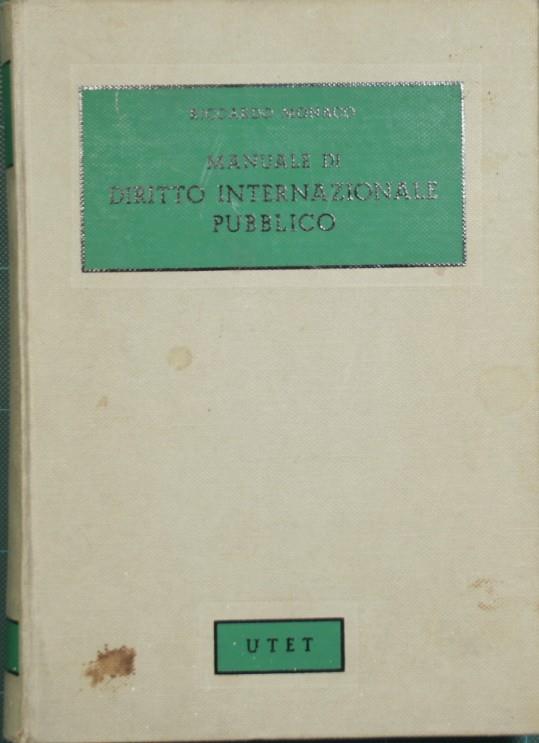 RICCARDO MONACO
MANUALE DI
DIRITTO INTERNAZIONALE
PUBBLICO
UTET